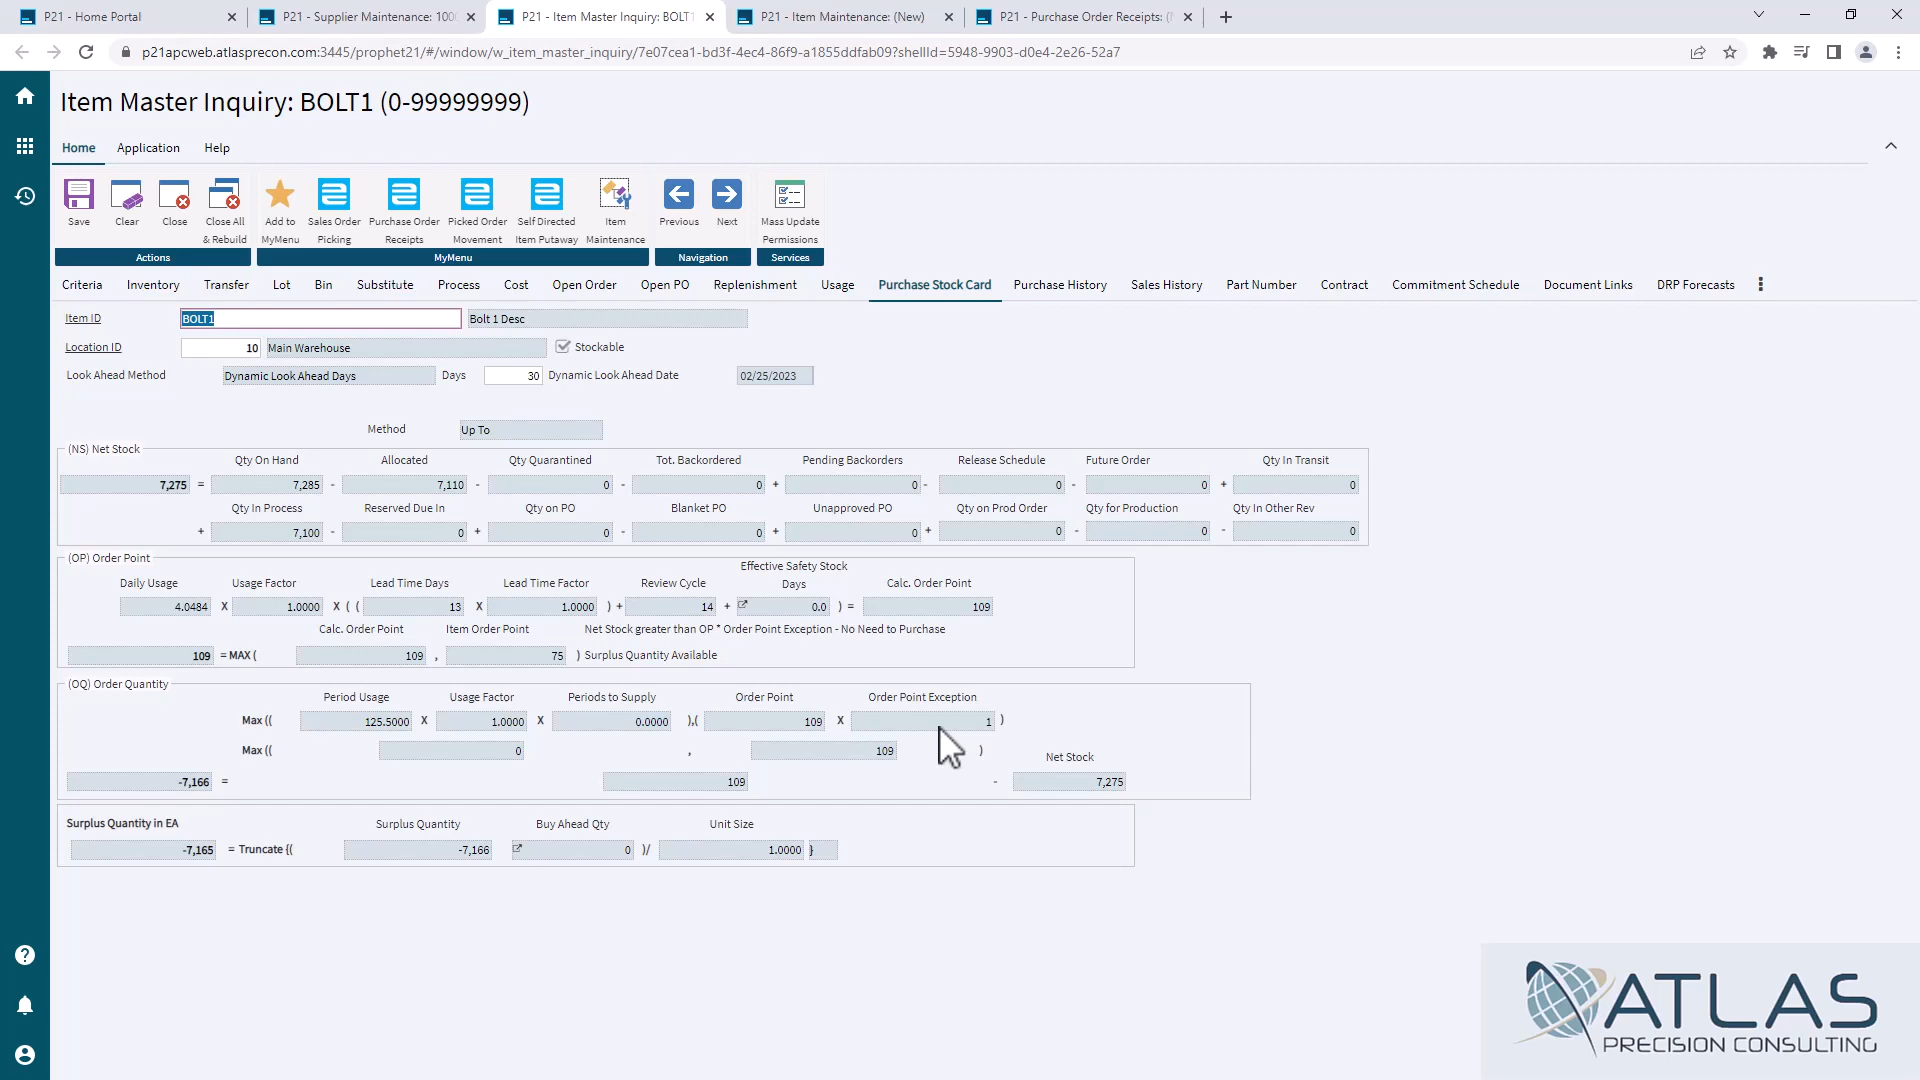 P21 - Home Portal
P21 - Supplier Maintenance: 1000
P21 - Item Master Inquiry: BOLT1
P21 - Item Maintenance: (New)
P21 - Purchase Order Receipts: (
p21apcweb.atlasprecon.com:3445/prophet21/#/window/w_item_master_inquiry/7e07cea1-bd3f-4ec4-86f9-a1855ddfab09?shellId=5948-9903-d0e4-2e26-52a7
Item Master Inquiry: BOLT1 (0-99999999)
Home Application Help
Save Clear Close Close All & Rebuild
Add to MyMenu Sales Order Picking Purchase Order Receipts Picked Order Movement Self Directed Item Putaway Item Maintenance
Previous Next
Mass Update Permissions
Actions MyMenu Navigation Services
Criteria Inventory Transfer Lot Bin Substitute Process Cost Open Order Open PO Replenishment Usage Purchase Stock Card Purchase History Sales History Part Number Contract Commitment Schedule Document Links DRP Forecasts
Item ID BOLT1 Bolt 1 Desc
Location ID 10 Main Warehouse Stockable
Look Ahead Method Dynamic Look Ahead Days Days 30 Dynamic Look Ahead Date 02/25/2023
Method Up To
(NS) Net Stock
Qty On Hand Allocated Qty Quarantined Tot. Backordered Pending Backorders Release Schedule Future Order Qty In Transit
7,275 = 7,285 - 7,110 - 0 - 0 + 0 - 0 - 0 + 0
Qty In Process Reserved Due In Qty on PO Blanket PO Unapproved PO Qty on Prod Order Qty for Production Qty In Other Rev
+ 7,100 - 0 + 0 - 0 + 0 + 0 - 0 - 0
(OP) Order Point
Daily Usage Usage Factor Lead Time Days Lead Time Factor Review Cycle Effective Safety Stock Days Calc. Order Point
4.0484 X 1.0000 X ( ( 13 X 1.0000 ) + 14 + 0.0 ) = 109
Calc. Order Point Item Order Point Net Stock greater than OP * Order Point Exception - No Need to Purchase
109 = MAX ( 109 , 75 ) Surplus Quantity Available
(OQ) Order Quantity
Period Usage Usage Factor Periods to Supply Order Point Order Point Exception
Max (( 125.5000 X 1.0000 X 0.0000 ),( 109 X 1 )
Max (( 0 , 109 )
Net Stock
-7,166 = 109 - 7,275
Surplus Quantity in EA Surplus Quantity Buy Ahead Qty Unit Size
-7,165 = Truncate {( -7,166 0 )/ 1.0000 }
ATLAS
PRECISION CONSULTING